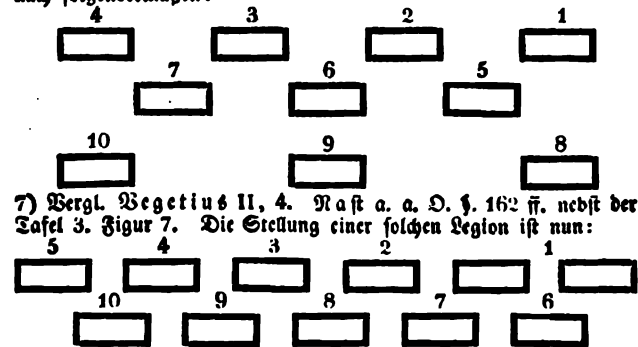 4 3 2 1
7 6 5
10 9 8
7) Vergl. Vegetius II, 4. Nast a. a. O. §. 162 ff. nebst der
Tafel 3. Figur 7. Die Stellung einer solchen Legion ist nun:
5 4 3 2 1
10 9 8 7 6